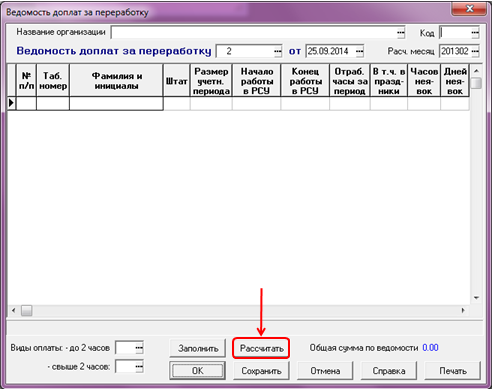 Ведомость доплат за переработку
Название организации ... Код ...
Ведомость доплат за переработку 2 ... от 25.09.2014 ... Расч. месяц 201302 ...
№ п/п Таб. номер Фамилия и инициалы Штат Размер учетн. периода Начало работы в РСУ Конец работы в РСУ Отраб. часы за период В т.ч. в празд- ники Часов нея- вок Дней нея- вок
Виды оплаты: - до 2 часов ... Заполнить Рассчитать Общая сумма по ведомости 0.00
- свыше 2 часов: ... OK Сохранить Отмена Справка Печать